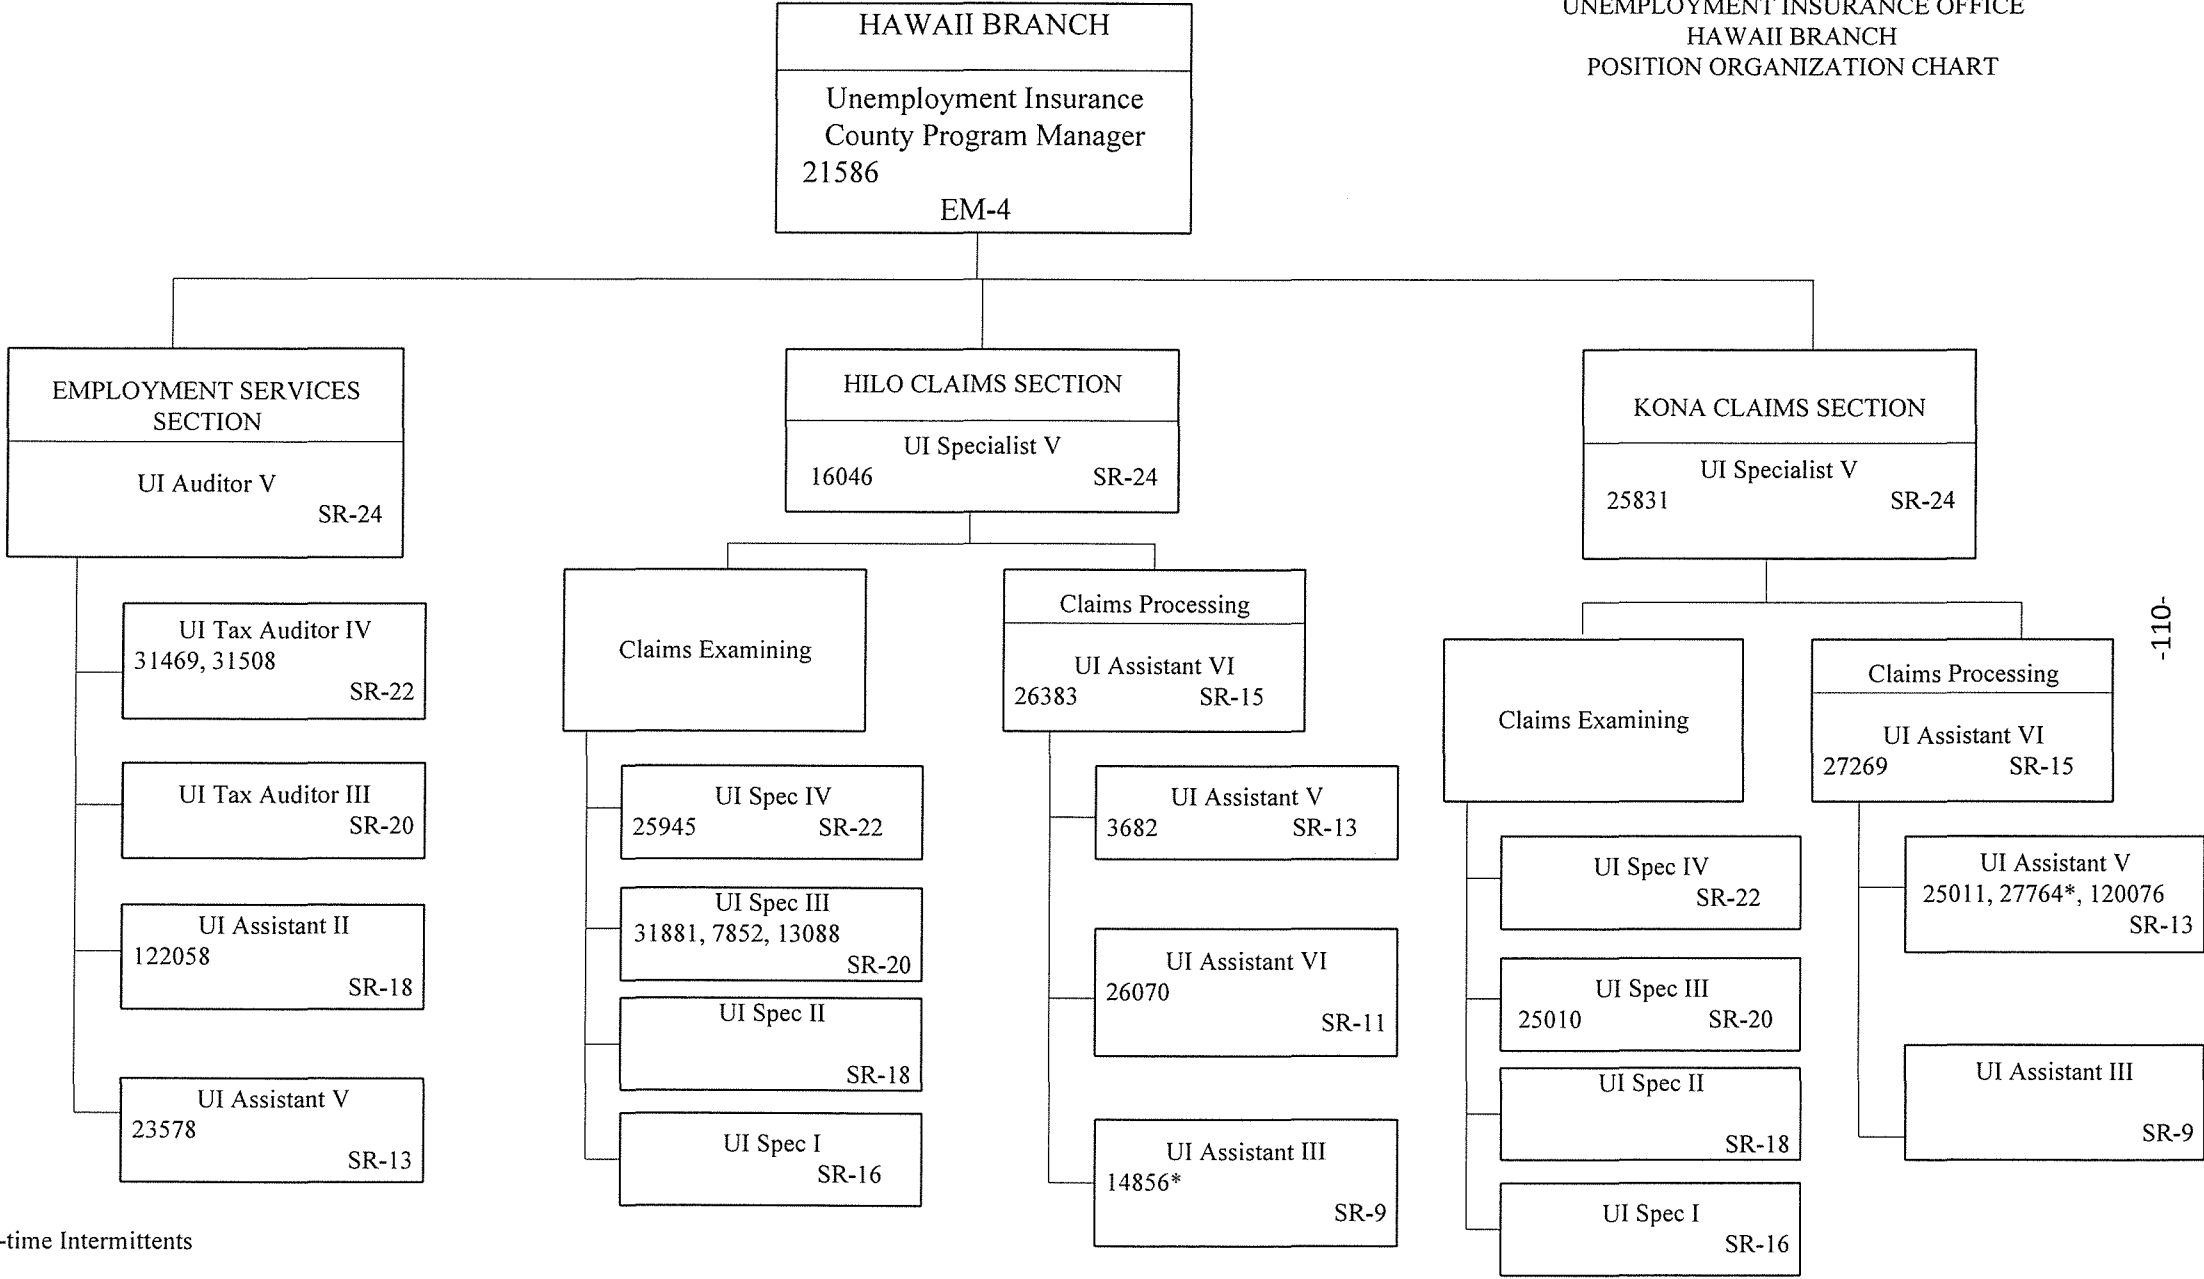 UNEMPLOYMENT INSURANCE OFFICE
HAWAII BRANCH
POSITION ORGANIZATION CHART
HAWAII BRANCH
Unemployment Insurance
County Program Manager
21586
EM-4
EMPLOYMENT SERVICES
SECTION
UI Auditor V
SR-24
UI Tax Auditor IV
31469, 31508
SR-22
UI Tax Auditor III
SR-20
UI Assistant II
122058
SR-18
UI Assistant V
23578
SR-13
HILO CLAIMS SECTION
UI Specialist V
16046 SR-24
Claims Examining
UI Spec IV
25945 SR-22
UI Spec III
31881, 7852, 13088
SR-20
UI Spec II
SR-18
UI Spec I
SR-16
Claims Processing
UI Assistant VI
26383 SR-15
UI Assistant V
3682 SR-13
UI Assistant VI
26070
SR-11
UI Assistant III
14856*
SR-9
KONA CLAIMS SECTION
UI Specialist V
25831 SR-24
Claims Examining
UI Spec IV
SR-22
UI Spec III
25010 SR-20
UI Spec II
SR-18
UI Spec I
SR-16
Claims Processing
UI Assistant VI
27269 SR-15
UI Assistant V
25011, 27764*, 120076
SR-13
UI Assistant III
SR-9
-110-
-time Intermittents